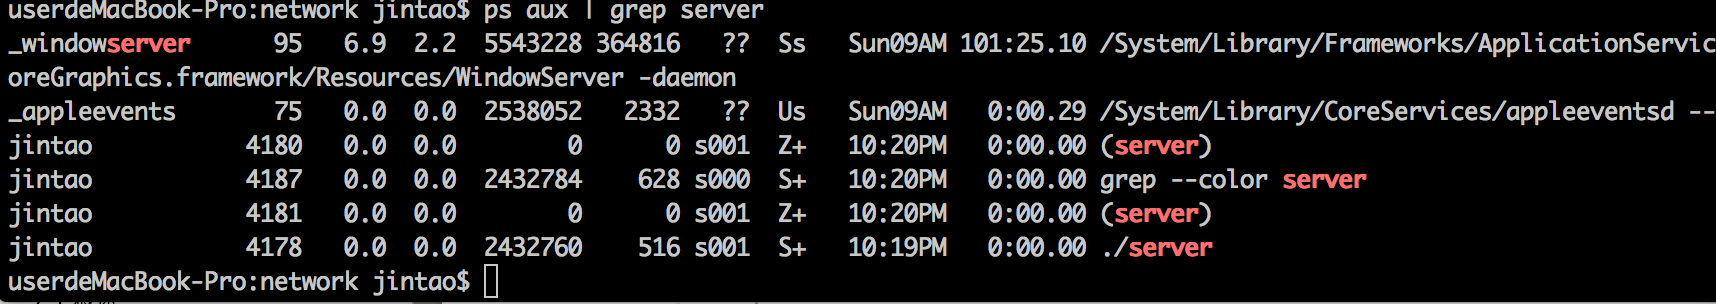 userdeMacBook-Pro:network jintao$ ps aux | grep server
_windowserver 95 6.9 2.2 5543228 364816 ?? Ss Sun09AM 101:25.10 /System/Library/Frameworks/ApplicationServic
oreGraphics.framework/Resources/WindowServer -daemon
_appleevents 75 0.0 0.0 2538052 2332 ?? Us Sun09AM 0:00.29 /System/Library/CoreServices/appleeventsd --
jintao 4180 0.0 0.0 0 0 s001 Z+ 10:20PM 0:00.00 (server)
jintao 4187 0.0 0.0 2432784 628 s000 S+ 10:20PM 0:00.00 grep --color server
jintao 4181 0.0 0.0 0 0 s001 Z+ 10:20PM 0:00.00 (server)
jintao 4178 0.0 0.0 2432760 516 s001 S+ 10:19PM 0:00.00 ./server
userdeMacBook-Pro:network jintao$